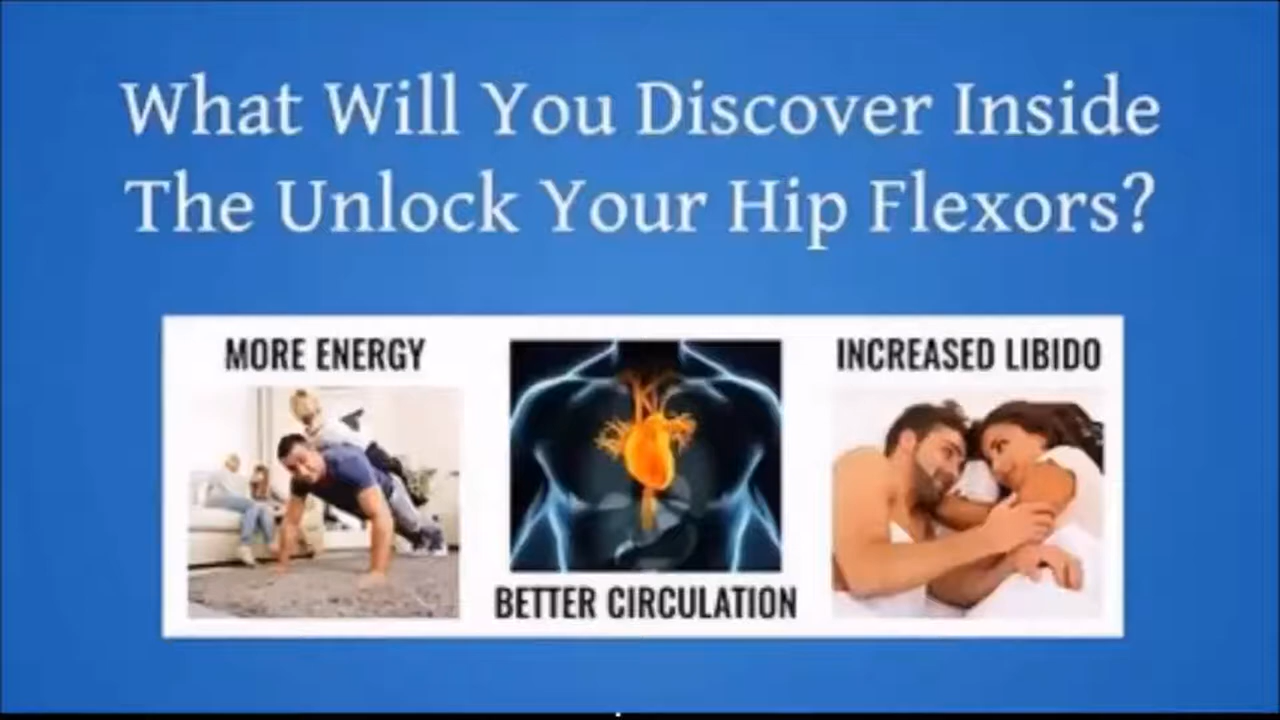 What Will You Discover Inside
The Unlock Your Hip Flexors?
MORE ENERGY
BETTER CIRCULATION
INCREASED LIBIDO